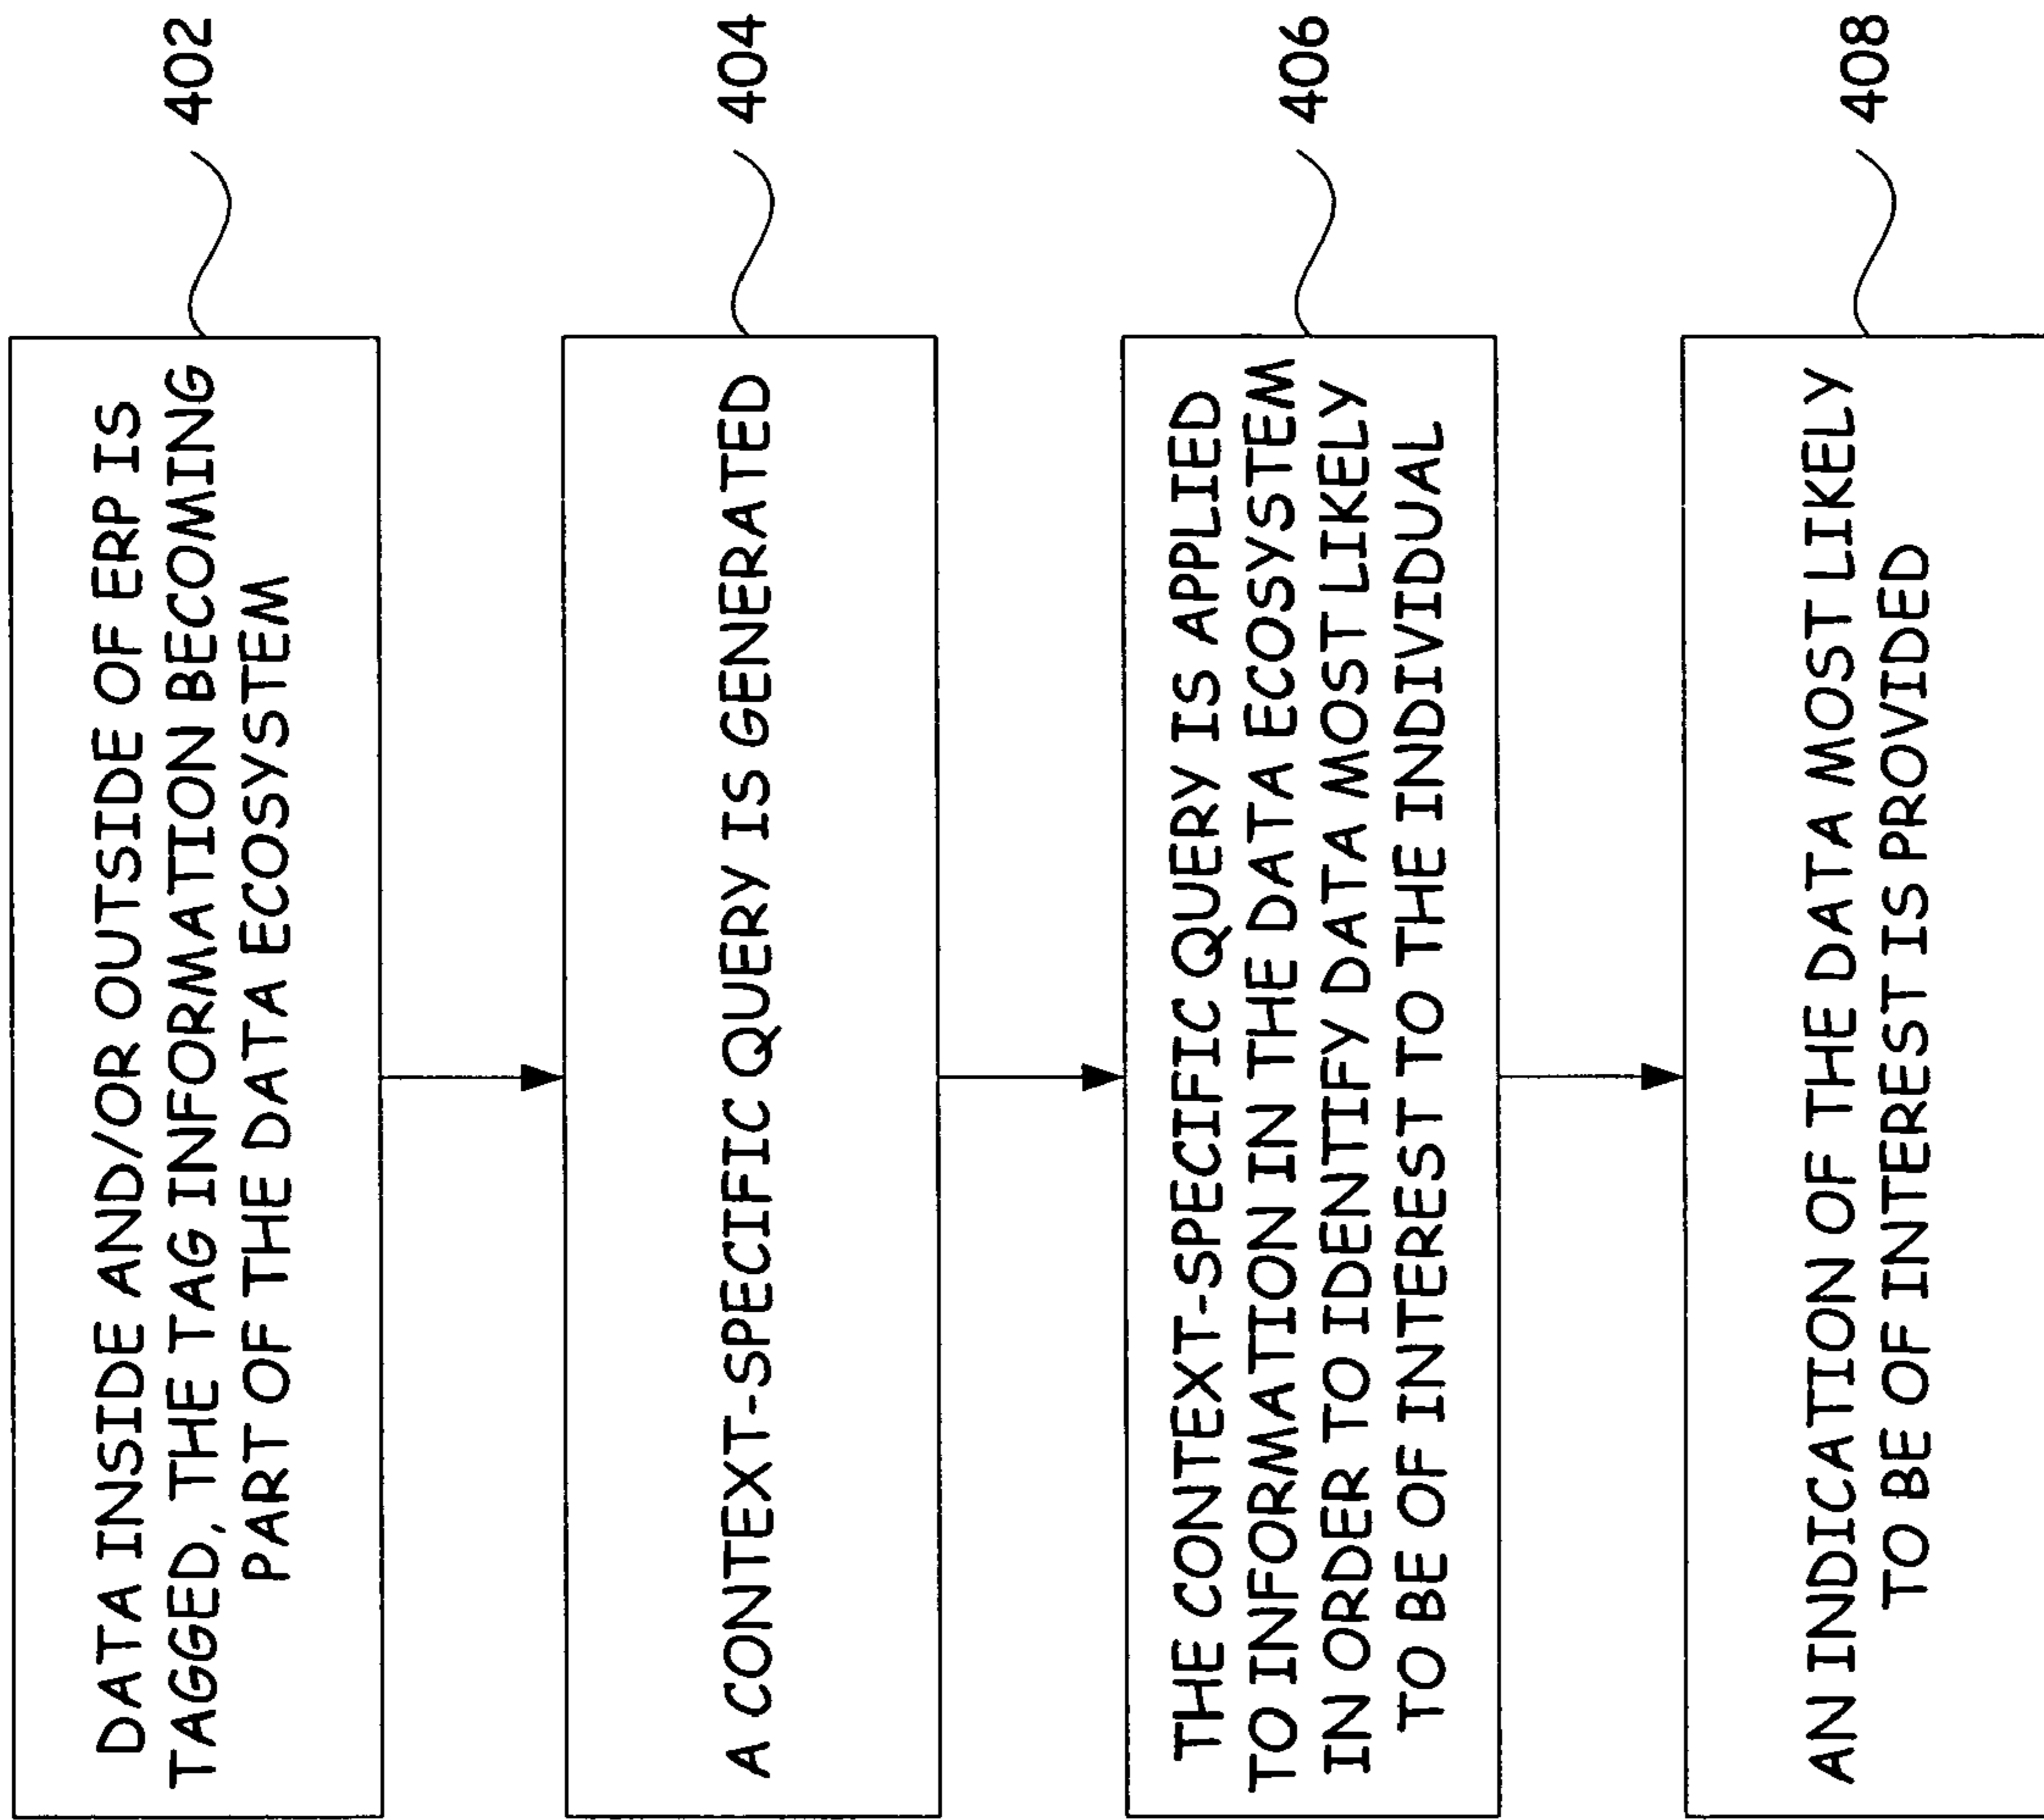 DATA INSIDE AND/OR OUTSIDE OF ERP IS
TAGGED, THE TAG INFORMATION BECOMING
PART OF THE DATA ECOSYSTEM
402
A CONTEXT-SPECIFIC QUERY IS GENERATED
404
THE CONTEXT-SPECIFIC QUERY IS APPLIED
TO INFORMATION IN THE DATA ECOSYSTEM
IN ORDER TO IDENTIFY DATA MOST LIKELY
TO BE OF INTEREST TO THE INDIVIDUAL
406
AN INDICATION OF THE DATA MOST LIKELY
TO BE OF INTEREST IS PROVIDED
408